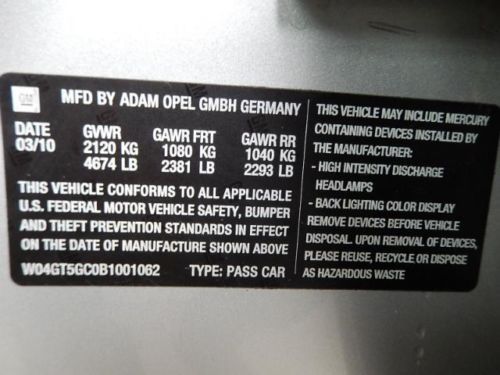 GM
MFD BY ADAM OPEL GMBH GERMANY
DATE GVWR GAWR FRT GAWR RR
03/10 2120 KG 1080 KG 1040 KG
4674 LB 2381 LB 2293 LB
THIS VEHICLE CONFORMS TO ALL APPLICABLE
U.S. FEDERAL MOTOR VEHICLE SAFETY, BUMPER
AND THEFT PREVENTION STANDARDS IN EFFECT
ON THE DATE OF MANUFACTURE SHOWN ABOVE
W04GT5GC0B1001062 TYPE: PASS CAR
THIS VEHICLE MAY INCLUDE MERCURY
CONTAINING DEVICES INSTALLED BY
THE MANUFACTURER:
- HIGH INTENSITY DISCHARGE
HEADLAMPS
- BACK LIGHTING COLOR DISPLAY
REMOVE DEVICES BEFORE VEHICLE
DISPOSAL. UPON REMOVAL OF DEVICES,
PLEASE REUSE, RECYCLE OR DISPOSE
AS HAZARDOUS WASTE